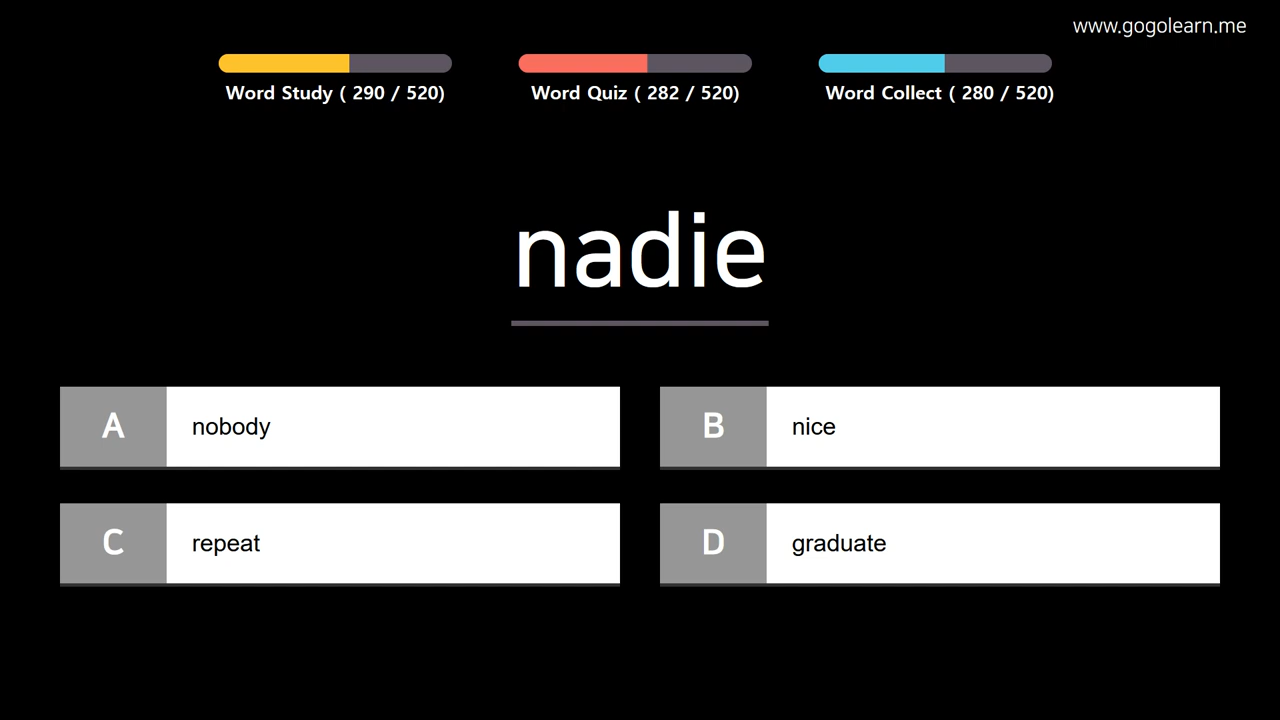 www.gogolearn.me
Word Study ( 290 / 520)
Word Quiz ( 282 / 520)
Word Collect ( 280 / 520)
nadie
A nobody
B nice
C repeat
D graduate